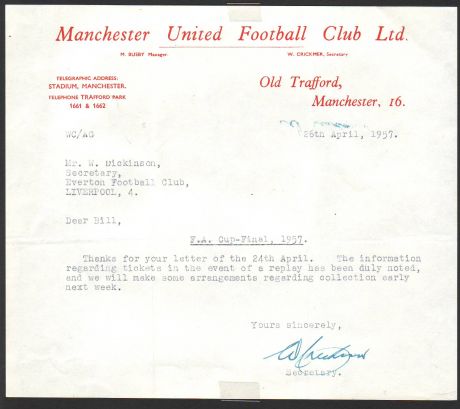 Manchester United Football Club Ltd.
M. BUSBY Manager. W. CRICKMER, Secretary
TELEGRAPHIC ADDRESS:
STADIUM, MANCHESTER.
TELEPHONE TRAFFORD PARK
1661 & 1662
Old Trafford,
Manchester, 16.
WC/AG
26th April, 1957.
Mr. W. Dickinson,
Secretary,
Everton Football Club,
LIVERPOOL, 4.
Dear Bill,
F.A. Cup-Final, 1957.
Thanks for your letter of the 24th April. The information
regarding tickets in the event of a replay has been duly noted,
and we will make some arrangements regarding collection early
next week.
Yours sincerely,
W Crickmer
Secretary.